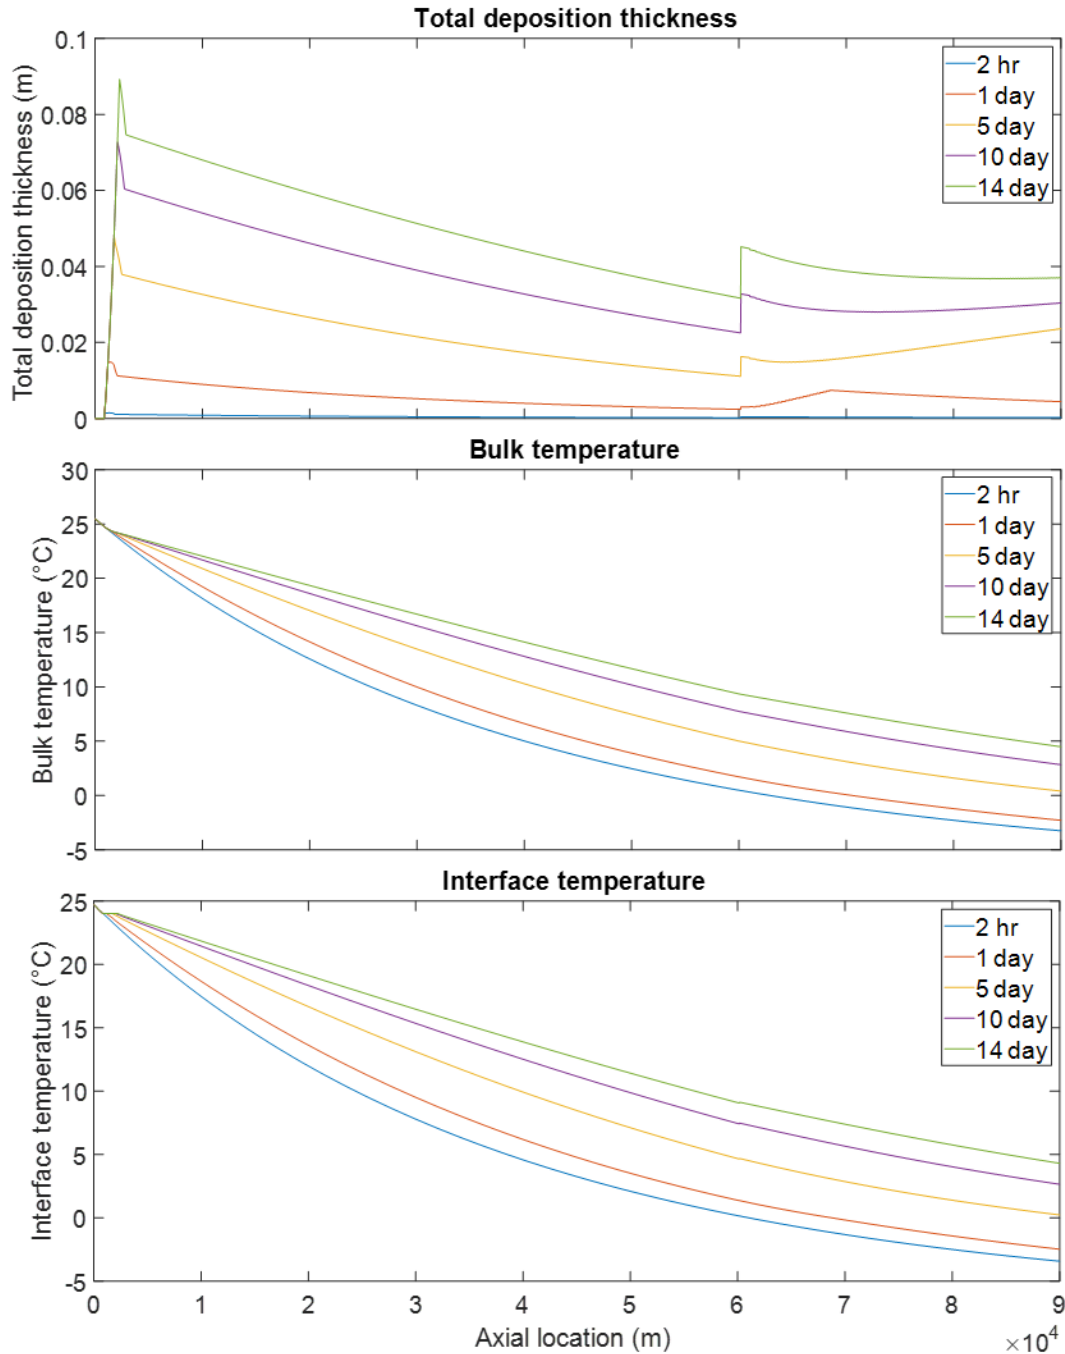 Total deposition thickness
Total deposition thickness (m)
0.1
0.08
0.06
0.04
0.02
0
2 hr
1 day
5 day
10 day
14 day
Bulk temperature
Bulk temperature (°C)
30
25
20
15
10
5
0
-5
2 hr
1 day
5 day
10 day
14 day
Interface temperature
Interface temperature (°C)
25
20
15
10
5
0
-5
2 hr
1 day
5 day
10 day
14 day
0 1 2 3 4 5 6 7 8 9
Axial location (m)
×10⁴